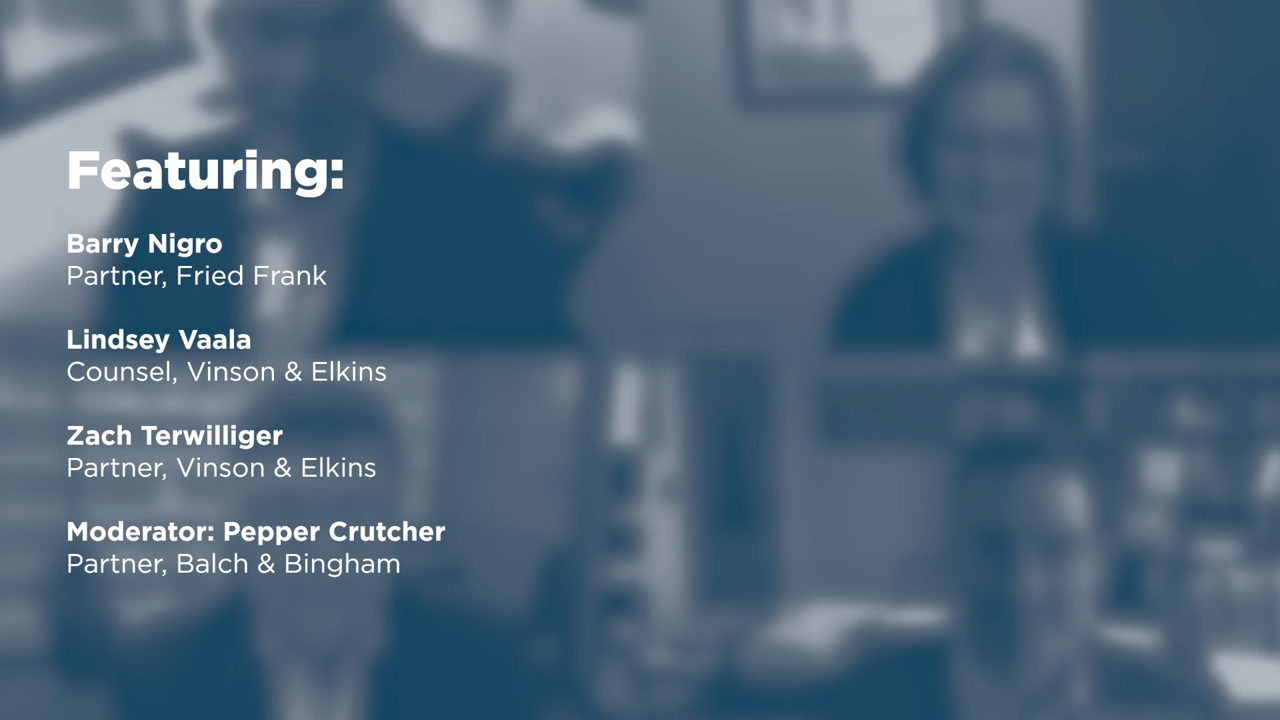 Featuring:
Barry Nigro
Partner, Fried Frank
Lindsey Vaala
Counsel, Vinson & Elkins
Zach Terwilliger
Partner, Vinson & Elkins
Moderator: Pepper Crutcher
Partner, Balch & Bingham